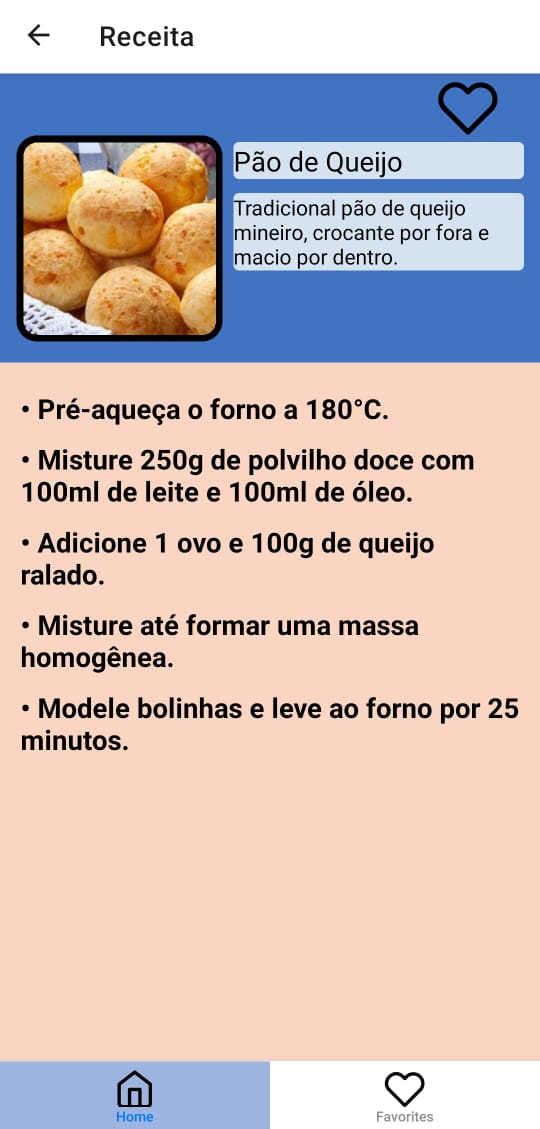 Receita
Pão de Queijo
Tradicional pão de queijo
mineiro, crocante por fora e
macio por dentro.
• Pré-aqueça o forno a 180°C.
• Misture 250g de polvilho doce com
100ml de leite e 100ml de óleo.
• Adicione 1 ovo e 100g de queijo
ralado.
• Misture até formar uma massa
homogênea.
• Modele bolinhas e leve ao forno por 25
minutos.
Home
Favorites